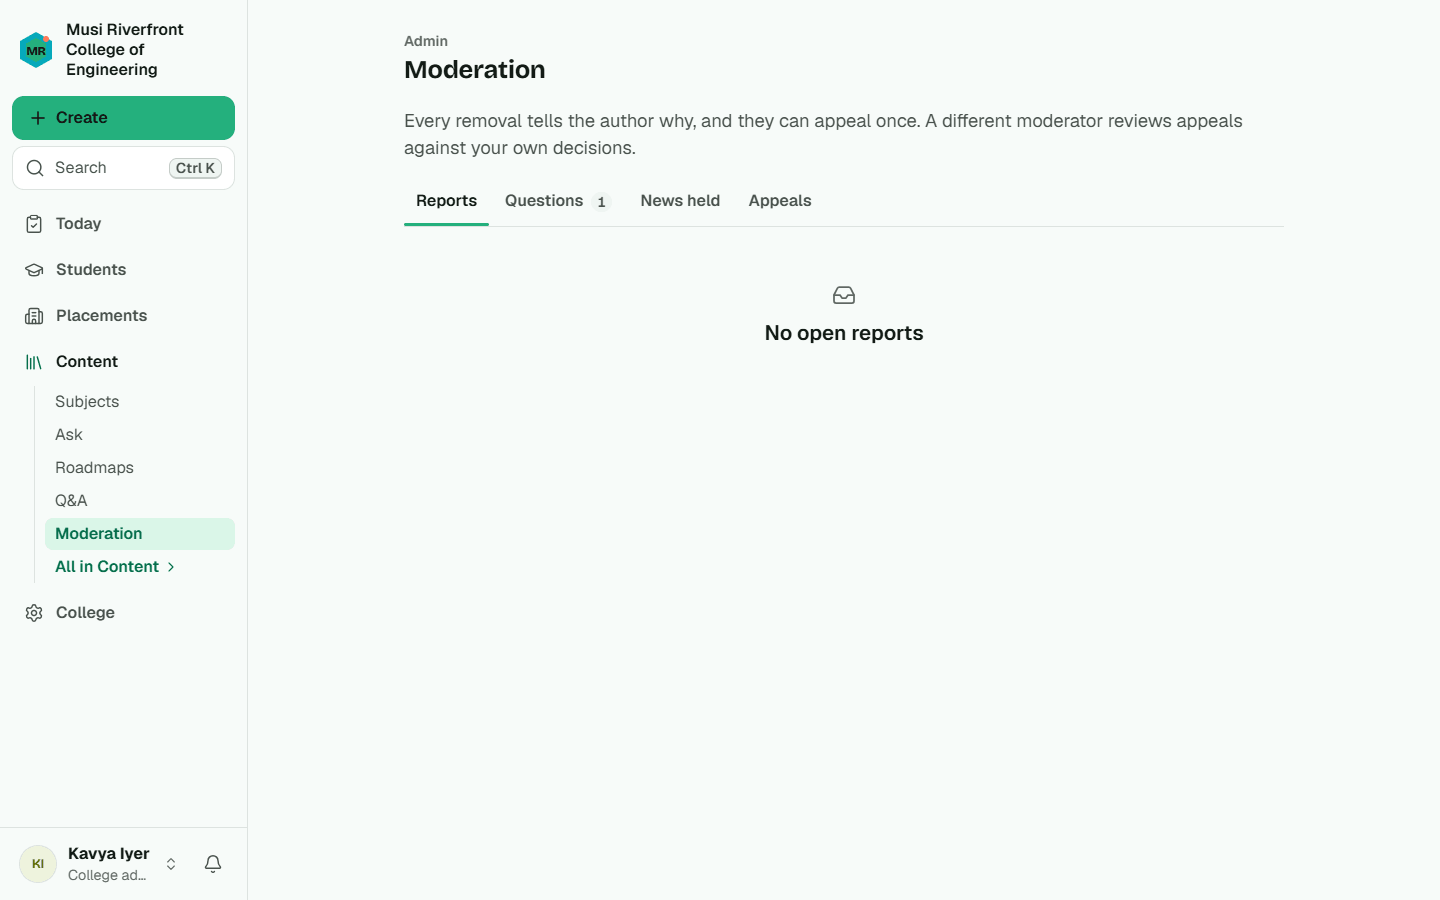 MR
Musi Riverfront
College of
Engineering
Create
Search
Ctrl K
Today
Students
Placements
Content
Subjects
Ask
Roadmaps
Q&A
Moderation
All in Content
College
KI
Kavya Iyer
College ad...
Admin
Moderation
Every removal tells the author why, and they can appeal once. A different moderator reviews appeals
against your own decisions.
Reports
Questions 1
News held
Appeals
No open reports